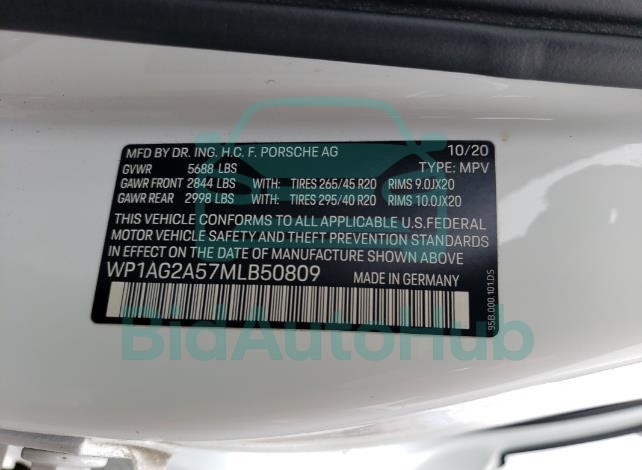 MFD BY DR. ING. H.C. F. PORSCHE AG 10/20
GVWR 5688 LBS TYPE: MPV
GAWR FRONT 2844 LBS WITH: TIRES 265/45 R20 RIMS 9.0JX20
GAWR REAR 2998 LBS WITH: TIRES 295/40 R20 RIMS 10.0JX20
THIS VEHICLE CONFORMS TO ALL APPLICABLE U.S.FEDERAL
MOTOR VEHICLE SAFETY AND THEFT PREVENTION STANDARDS
IN EFFECT ON THE DATE OF MANUFACTURE SHOWN ABOVE
WP1AG2A57MLB50809 MADE IN GERMANY
95B.000.101.DS
BidAutoHub